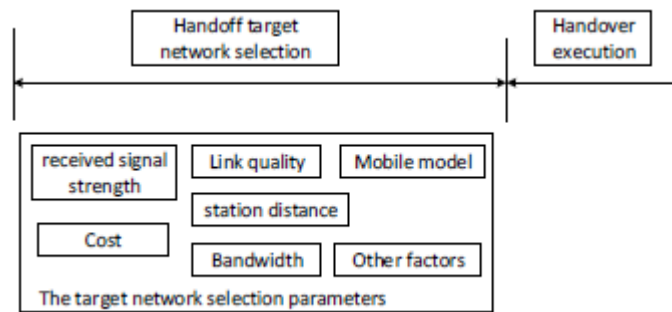 Handoff target
network selection
Handover
execution
received signal
strength
Link quality
Mobile model
station distance
Cost
Bandwidth
Other factors
The target network selection parameters